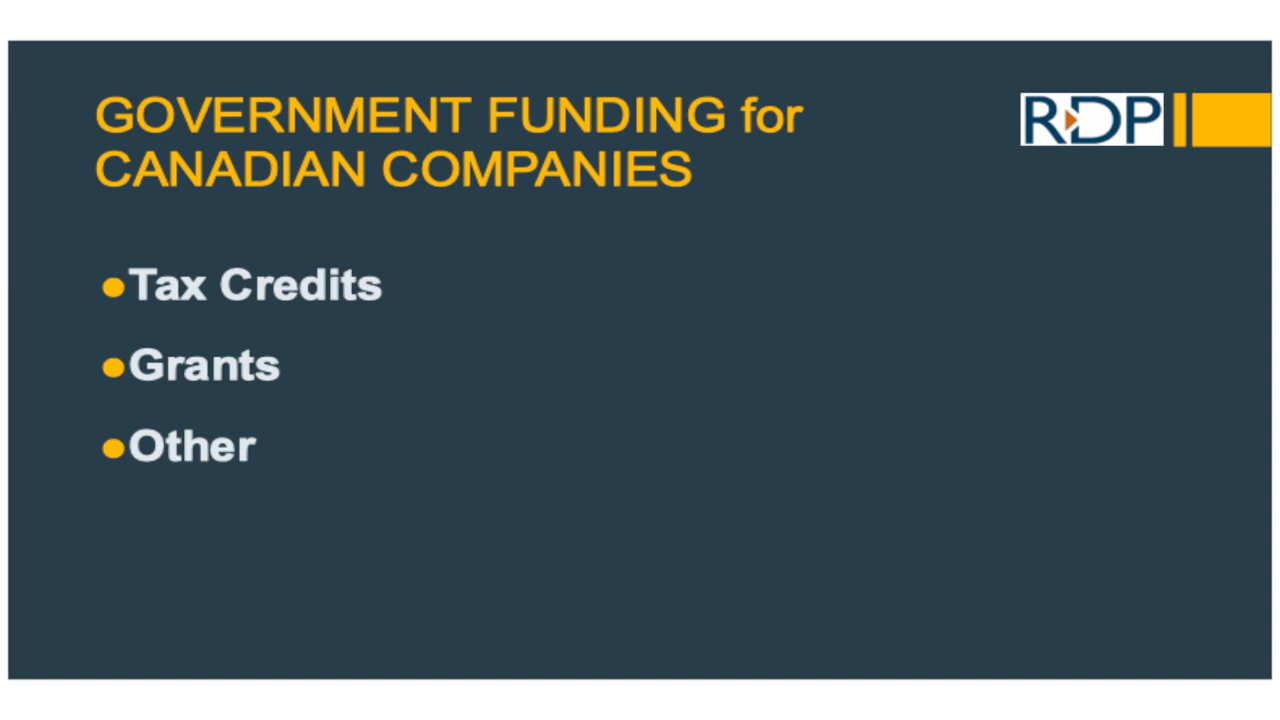 GOVERNMENT FUNDING for
CANADIAN COMPANIES
RDP
●Tax Credits
●Grants
●Other